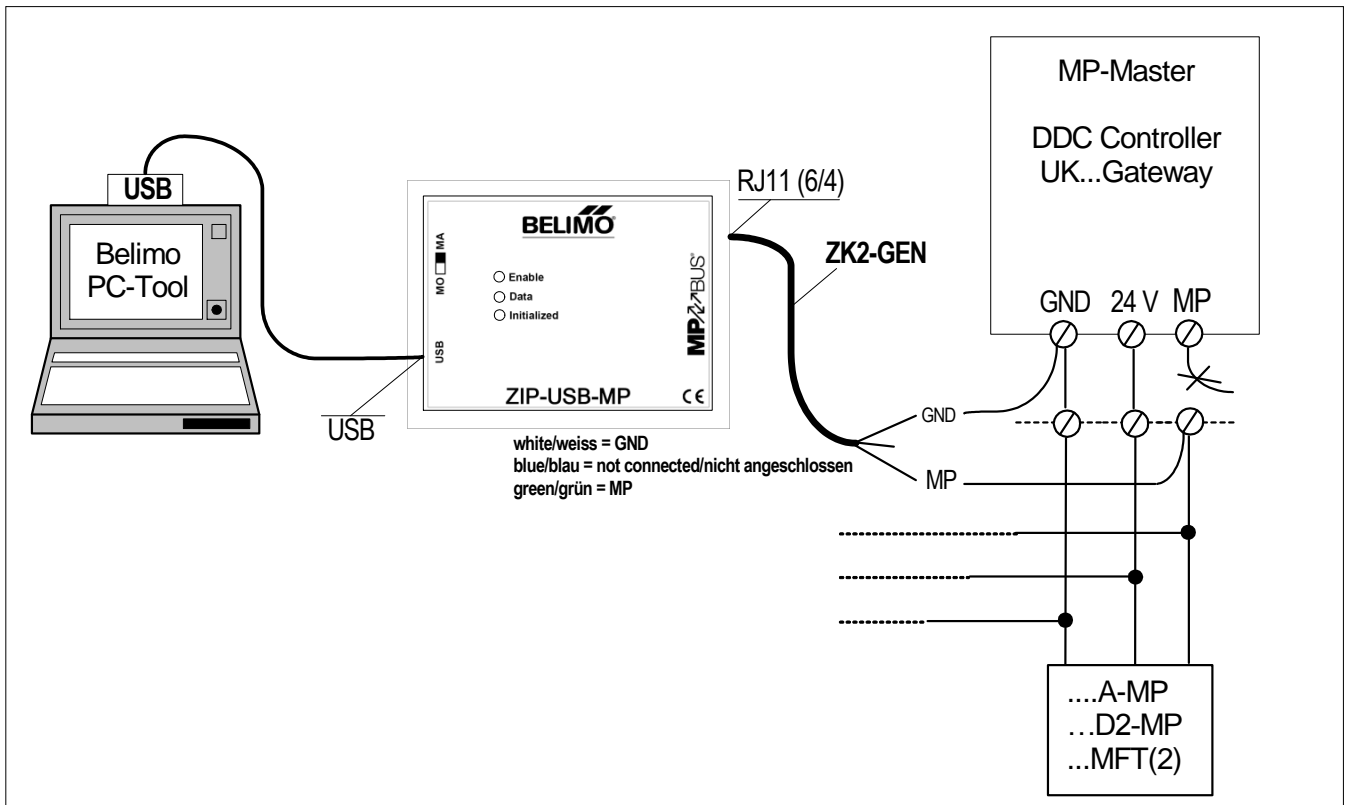 MP-Master
DDC Controller
UK...Gateway
GND 24 V MP
USB
Belimo
PC-Tool
RJ11 (6/4)
BELIMO
MO MA
Enable
Data
Initialized
USB
MP BUS®
ZIP-USB-MP
CE
ZK2-GEN
USB
white/weiss = GND
blue/blau = not connected/nicht angeschlossen
green/grün = MP
GND
MP
....A-MP
...D2-MP
...MFT(2)